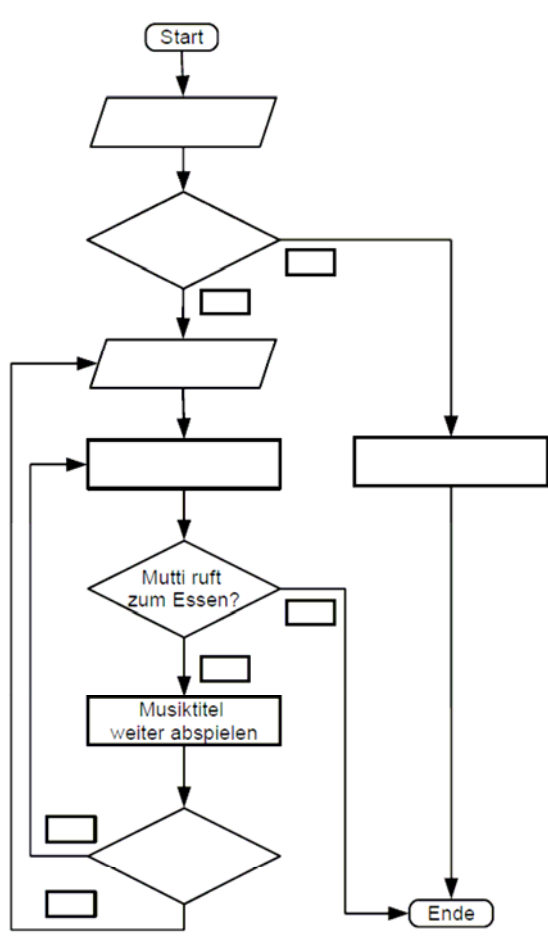 Start
Mutti ruft
zum Essen?
Musiktitel
weiter abspielen
Ende